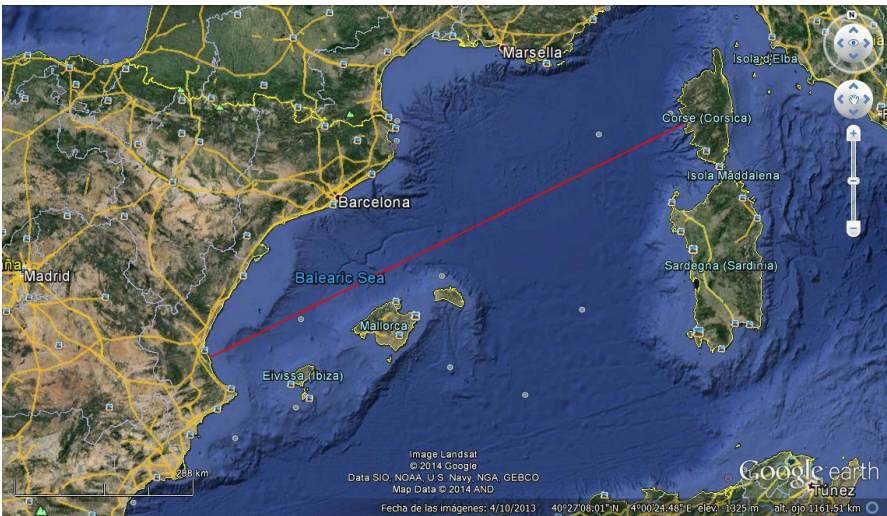 N
Marsella
Isola d'Elba
Corse (Corsica)
Isola Maddalena
Barcelona
ña
Madrid
Balearic Sea
Sardegna (Sardinia)
Mallorca
Eivissa (Ibiza)
288 km
Image Landsat
© 2014 Google
Data SIO, NOAA, U.S. Navy, NGA, GEBCO
Map Data © 2014 AND
Google earth
Túnez
Fecha de las imágenes: 4/10/2013 40°27'08.01" N 4°00'24.48" E elev. -1325 m alt. ojo 1161.51 km